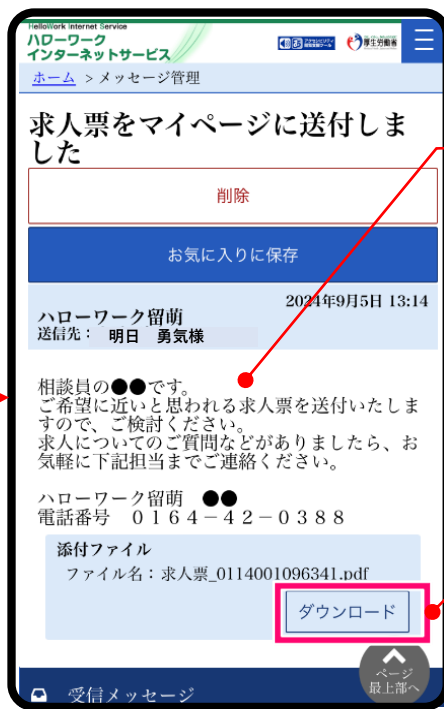 HelloWork Internet Service
ハローワーク
インターネットサービス
厚生労働省
ホーム > メッセージ管理
求人票をマイページに送付しま
した
削除
お気に入りに保存
2024年9月5日 13:14
ハローワーク留萌
送信先： 明日 勇気様
相談員の●●です。
ご希望に近いと思われる求人票を送付いたしま
すので、ご検討ください。
求人についてのご質問などがありましたら、お
気軽に下記担当までご連絡ください。
ハローワーク留萌 ●●
電話番号 ０１６４－４２－０３８８
添付ファイル
ファイル名：求人票_0114001096341.pdf
ダウンロード
ページ
最上部へ
受信メッセージ